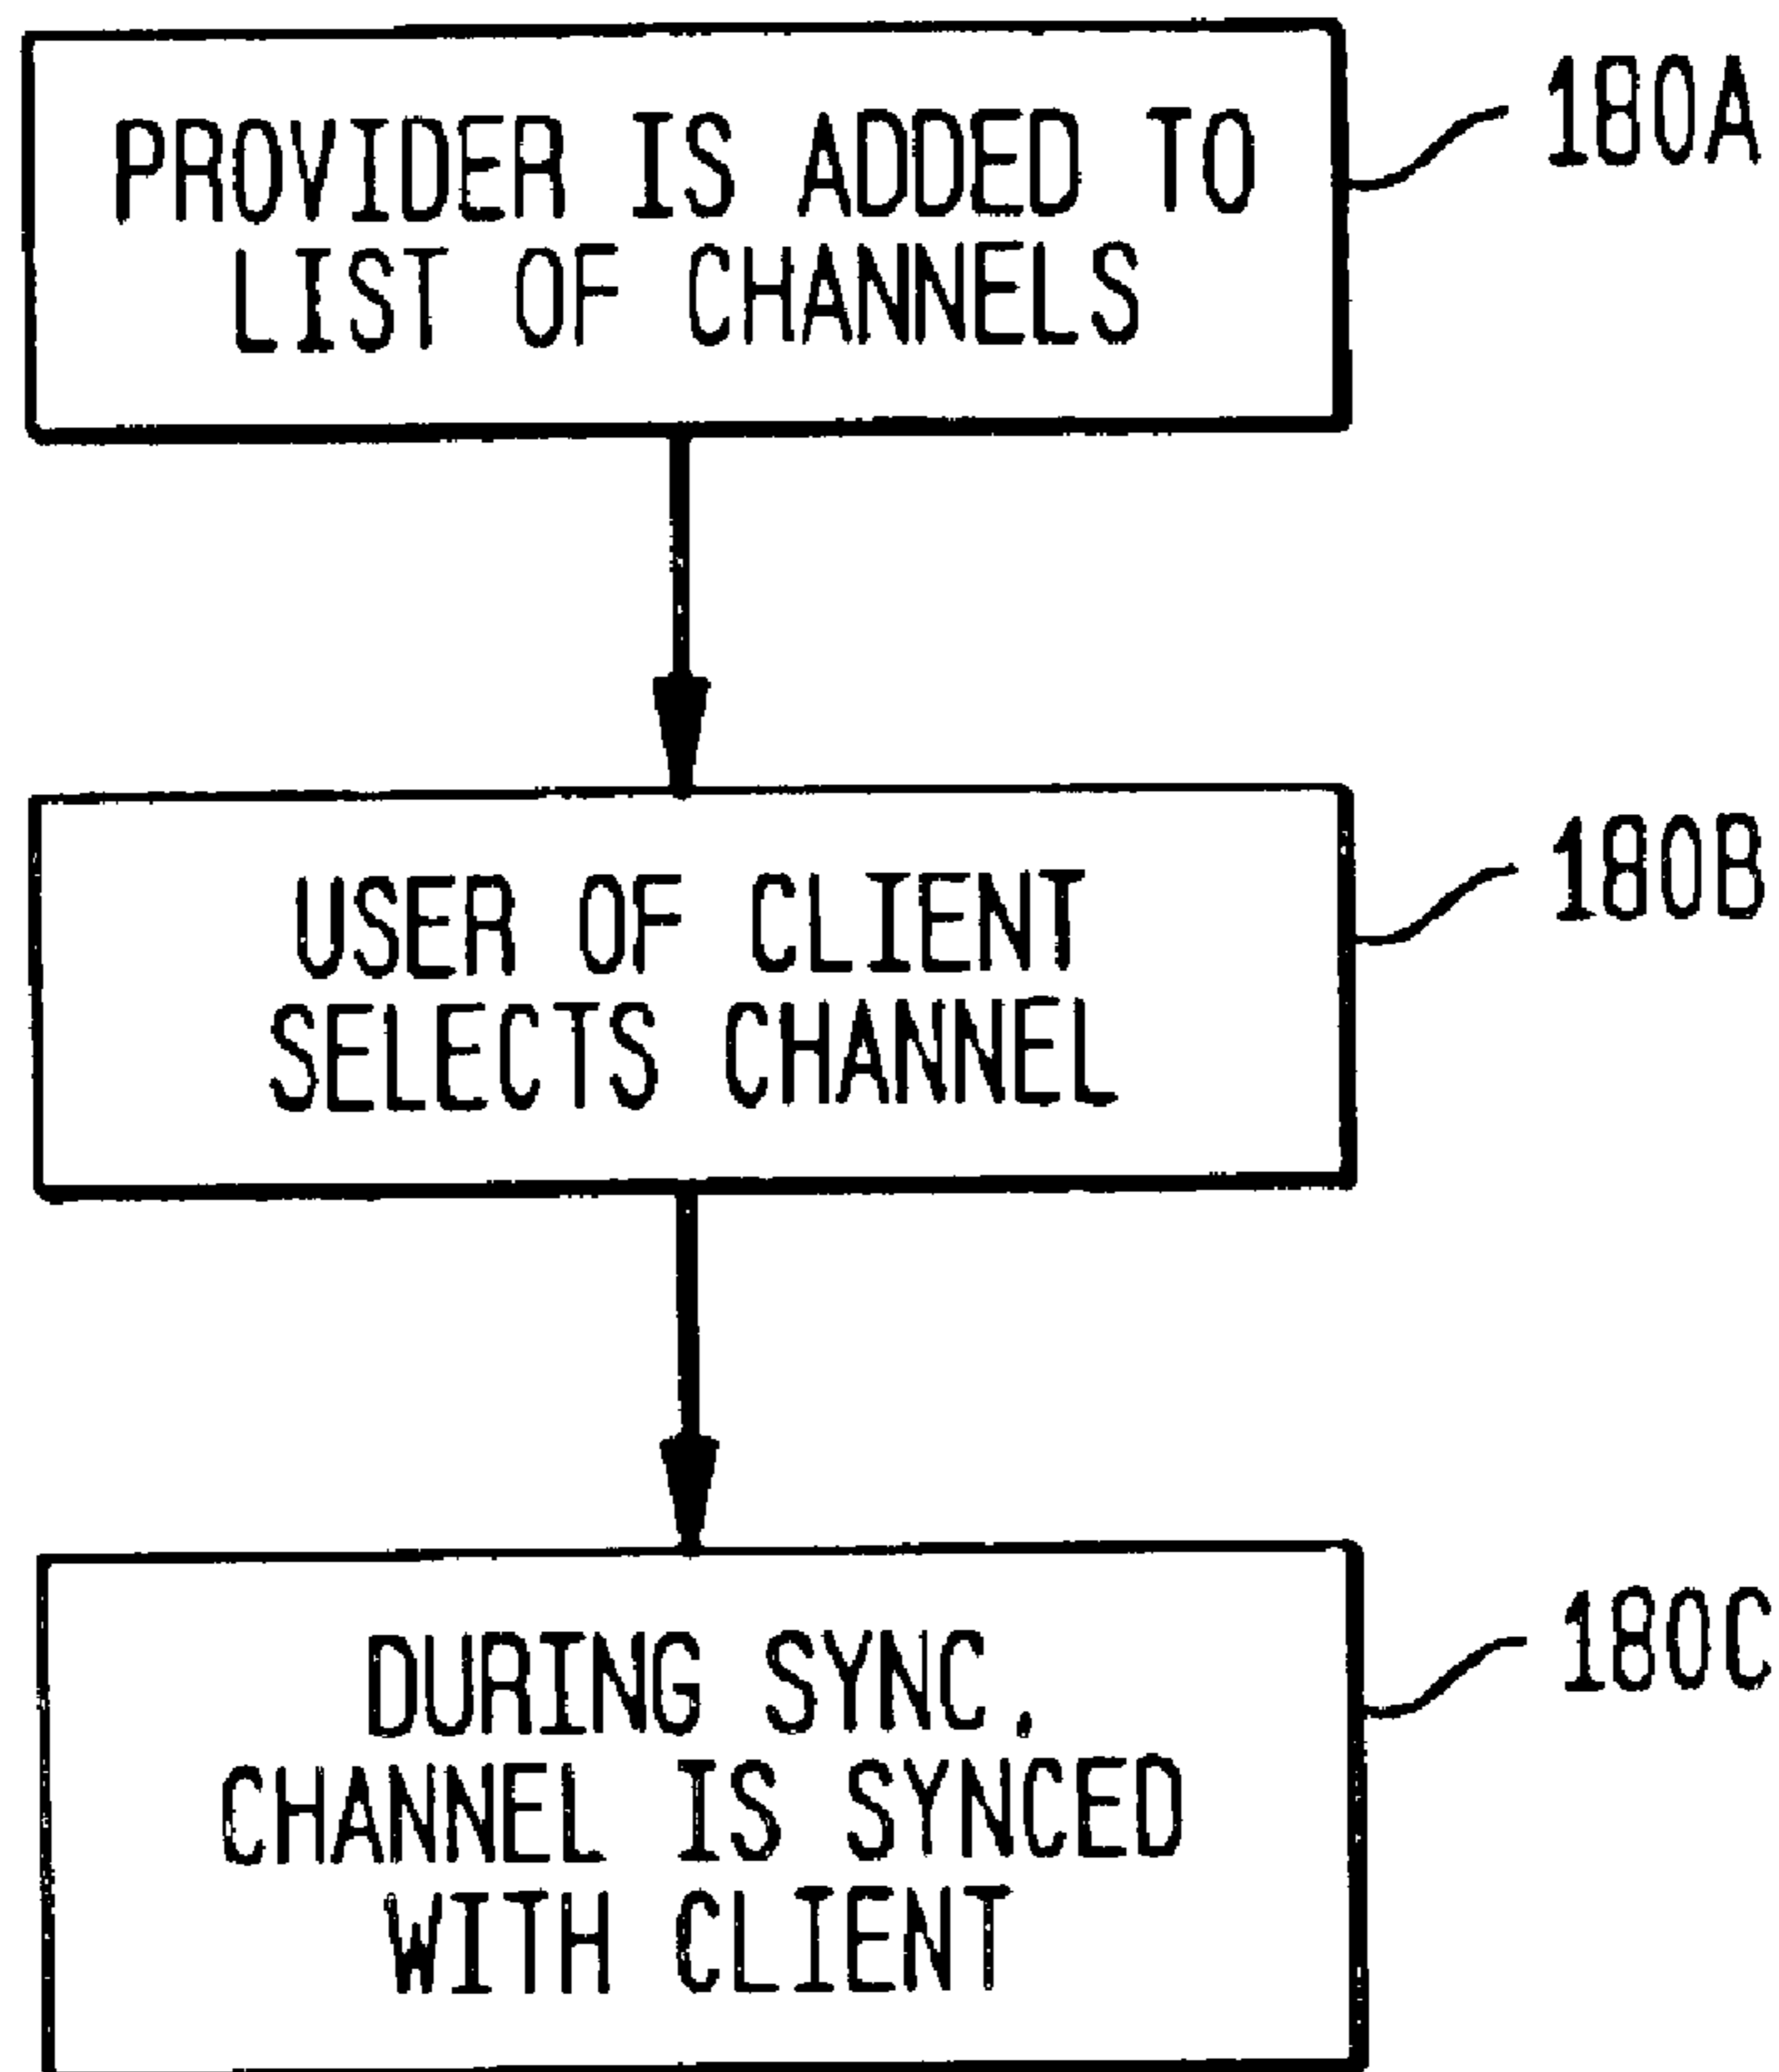 PROVIDER IS ADDED TO
LIST OF CHANNELS
180A
USER OF CLIENT
SELECTS CHANNEL
180B
DURING SYNC,
CHANNEL IS SYNCED
WITH CLIENT
180C